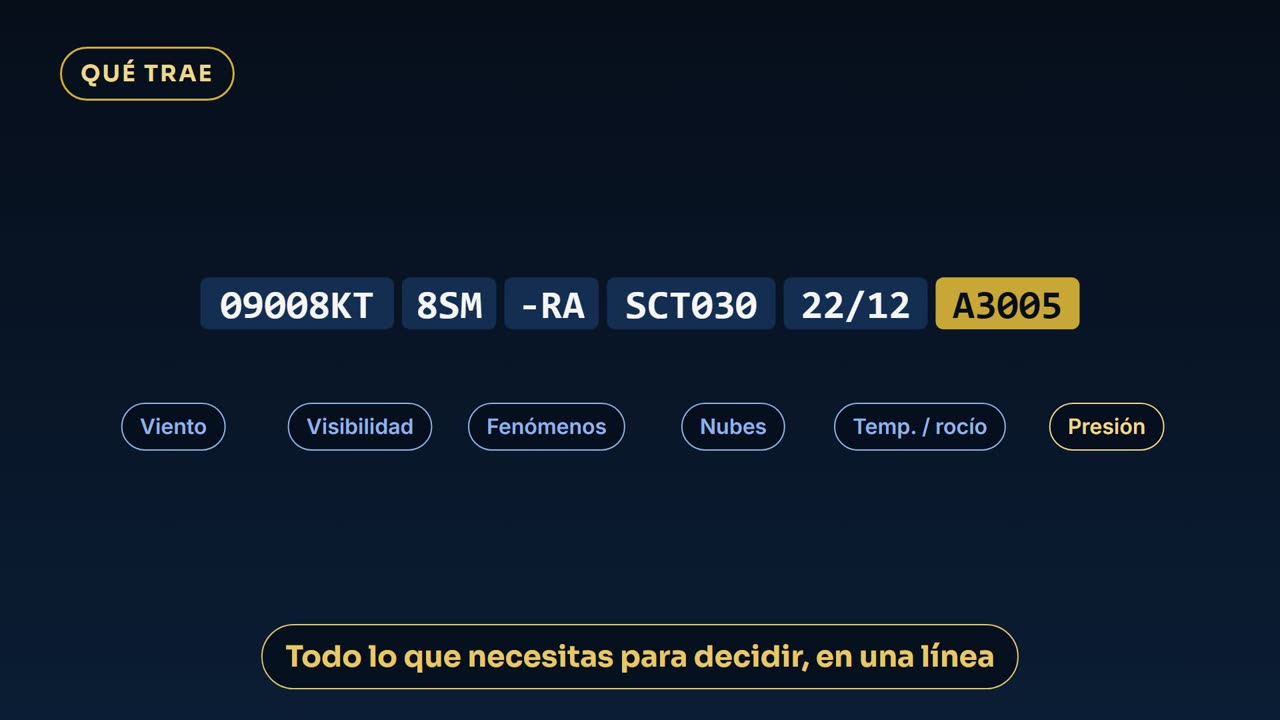 QUÉ TRAE
09008KT 8SM -RA SCT030 22/12 A3005
Viento Visibilidad Fenómenos Nubes Temp. / rocío Presión
Todo lo que necesitas para decidir, en una línea